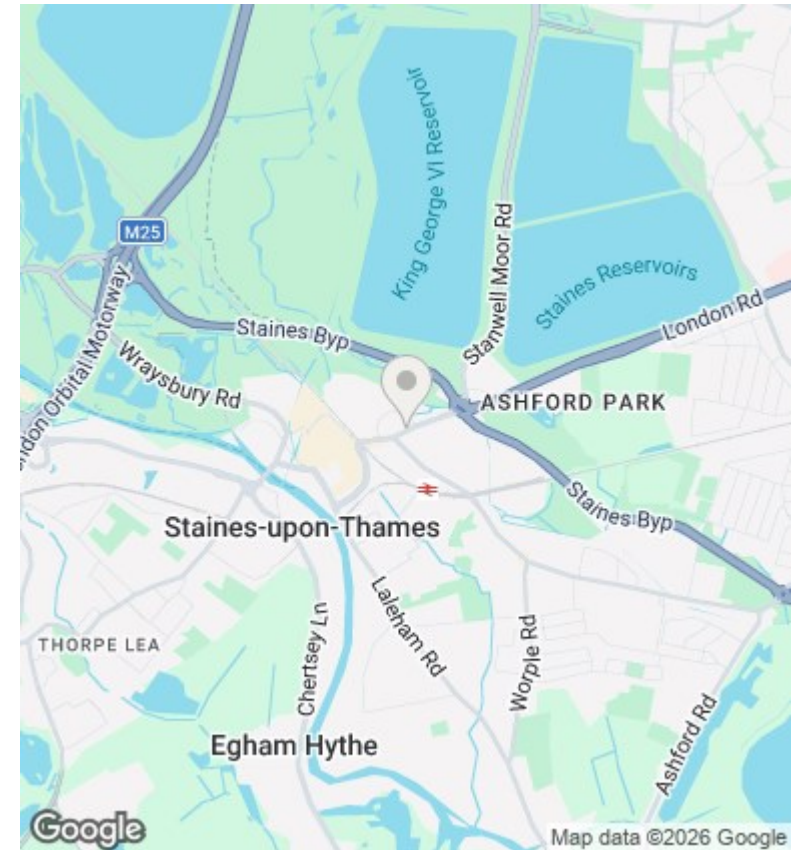 M25
King George VI Reservoir
Stanwell Moor Rd
Staines Reservoirs
London Rd
Staines Byp
Wraysbury Rd
ndon Orbital Motorway
ASHFORD PARK
Staines Byp
Staines-upon-Thames
Laleham Rd
Chertsey Ln
Worple Rd
THORPE LEA
Ashford Rd
Egham Hythe
Google
Map data ©2026 Google